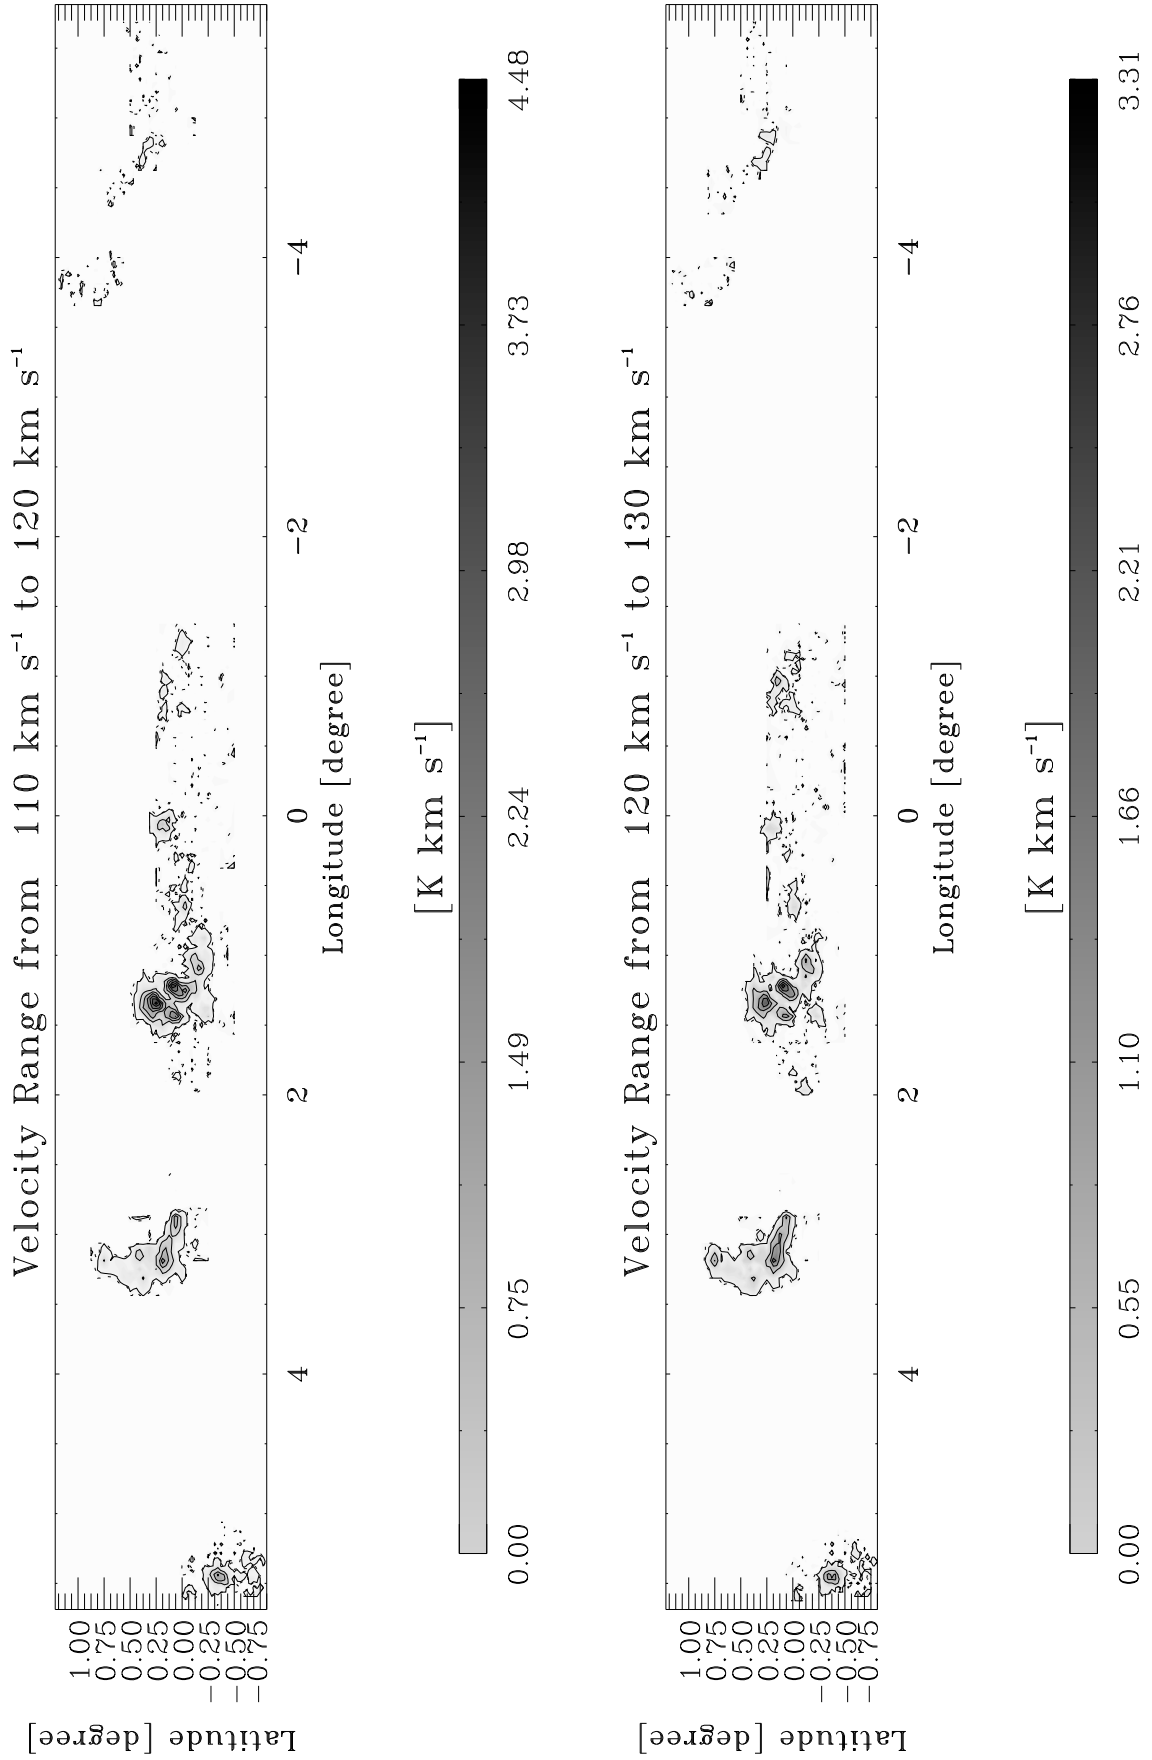 Velocity Range from 110 km s⁻¹ to 120 km s⁻¹
1.00
0.75
0.50
0.25
0.00
−0.25
−0.50
−0.75
Latitude [degree]
4
2
0
−2
−4
Longitude [degree]
[K km s⁻¹]
0.00 0.75 1.49 2.24 2.98 3.73 4.48
Velocity Range from 120 km s⁻¹ to 130 km s⁻¹
1.00
0.75
0.50
0.25
0.00
−0.25
−0.50
−0.75
Latitude [degree]
4
2
0
−2
−4
Longitude [degree]
[K km s⁻¹]
0.00 0.55 1.10 1.66 2.21 2.76 3.31